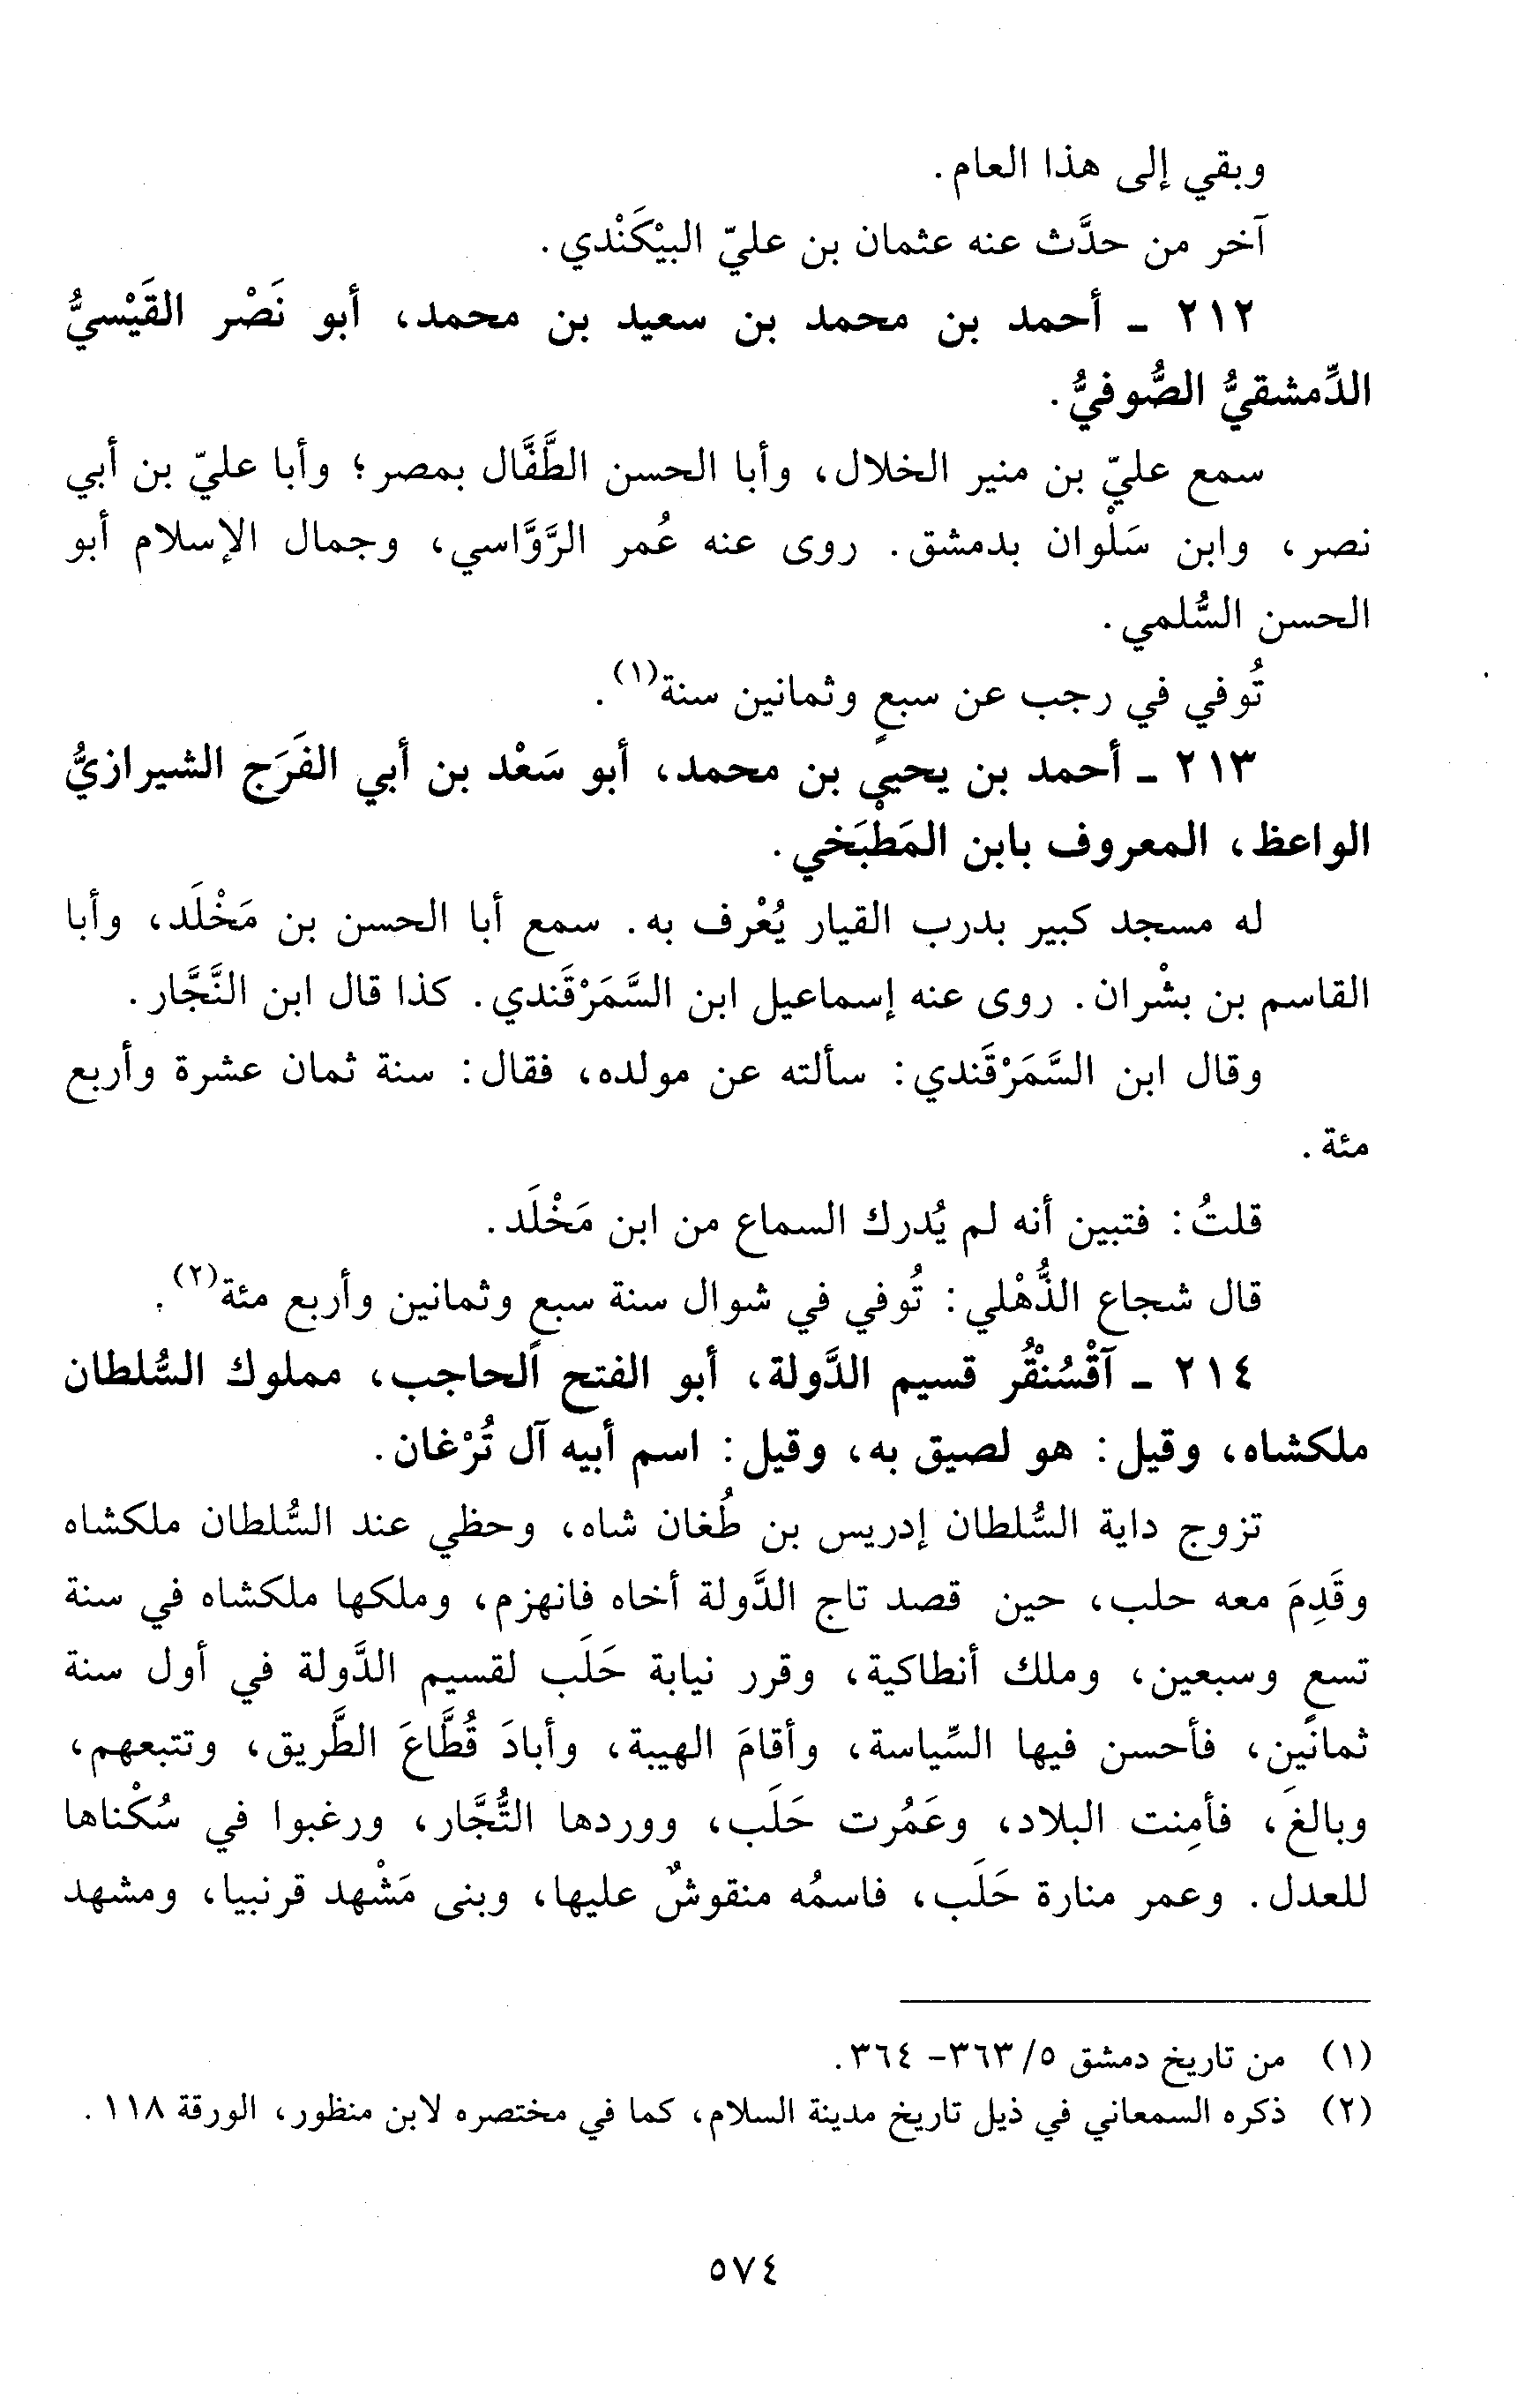 وبقي إلى هذا العام.
آخر من حدَّث عنه عثمان بن عليّ البيْكَنْدي.
٢١٢ ـ أحمد بن محمد بن سعيد بن محمد، أبو نَصْر القَيْسيُّ
الدِّمشقيُّ الصُّوفيُّ.
سمع عليّ بن منير الخلال، وأبا الحسن الطَّفَّال بمصر؛ وأبا عليّ بن أبي
نصر، وابن سَلْوان بدمشق. روى عنه عُمر الرَّوَّاسي، وجمال الإسلام أبو
الحسن السُّلمي.
تُوفي في رجب عن سبعٍ وثمانين سنة(١).
٢١٣ ـ أحمد بن يحيى بن محمد، أبو سَعْد بن أبي الفَرَج الشيرازيُّ
الواعظ، المعروف بابن المَطْبَخي.
له مسجد كبير بدرب القيار يُعْرف به. سمع أبا الحسن بن مَخْلَد، وأبا
القاسم بن بشْران. روى عنه إسماعيل ابن السَّمَرْقَندي. كذا قال ابن النَّجَّار.
وقال ابن السَّمَرْقَندي: سألته عن مولده، فقال: سنة ثمان عشرة وأربع
مئة.
قلتُ: فتبين أنه لم يُدرك السماع من ابن مَخْلَد.
قال شجاع الذُّهْلي: تُوفي في شوال سنة سبع وثمانين وأربع مئة(٢).
٢١٤ ـ آقْسُنْقُر قسيم الدَّولة، أبو الفتح الحاجب، مملوك السُّلطان
ملكشاه، وقيل: هو لصيق به، وقيل: اسم أبيه آل تُرْغان.
تزوج داية السُّلطان إدريس بن طُغان شاه، وحظي عند السُّلطان ملكشاه
وقَدِمَ معه حلب، حين قصد تاج الدَّولة أخاه فانهزم، وملكها ملكشاه في سنة
تسع وسبعين، وملك أنطاكية، وقرر نيابة حَلَب لقسيم الدَّولة في أول سنة
ثمانين، فأحسن فيها السِّياسة، وأقامَ الهيبة، وأبادَ قُطَّاعَ الطَّريق، وتتبعهم،
وبالغَ، فأمِنت البلاد، وعَمُرت حَلَب، ووردها التُّجَّار، ورغبوا في سُكْناها
للعدل. وعمر منارة حَلَب، فاسمُه منقوشٌ عليها، وبنى مَشْهد قرنبيا، ومشهد
(١) من تاريخ دمشق ٥/ ٣٦٣- ٣٦٤.
(٢) ذكره السمعاني في ذيل تاريخ مدينة السلام، كما في مختصره لابن منظور، الورقة ١١٨.
٥٧٤